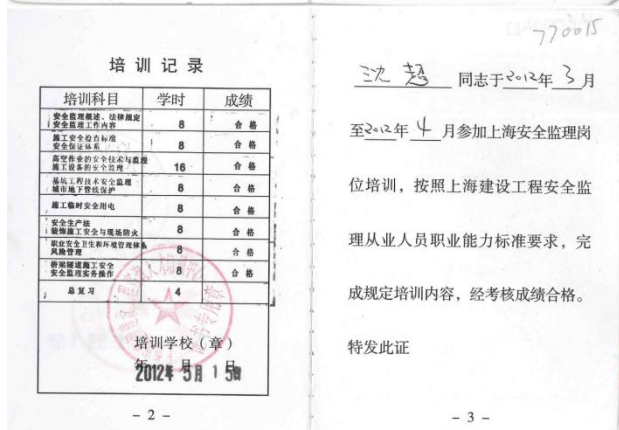 培训记录
培训科目 学时 成绩
安全监理概述、法律规定
安全监理工作内容 8 合格
施工安全检查标准
安全保证体系 8 合格
高空作业的安全技术与监理
施工设备的安全监理 16 合格
基坑工程技术安全监理
城市地下管线保护 8 合格
施工临时安全用电 8 合格
安全生产法
装饰施工安全与现场防火 8 合格
职业安全卫生和环境管理体系
风险管理 8 合格
桥梁隧道施工安全
安全监理实务操作 8 合格
总复习 4
培训学校(章)
年 月 日
2012年 5月 15日
- 2 -
770015
沈超 同志于2012年 3 月
至2012年 4 月参加上海安全监理岗
位培训，按照上海建设工程安全监
理从业人员职业能力标准要求，完
成规定培训内容，经考核成绩合格。
特发此证
- 3 -